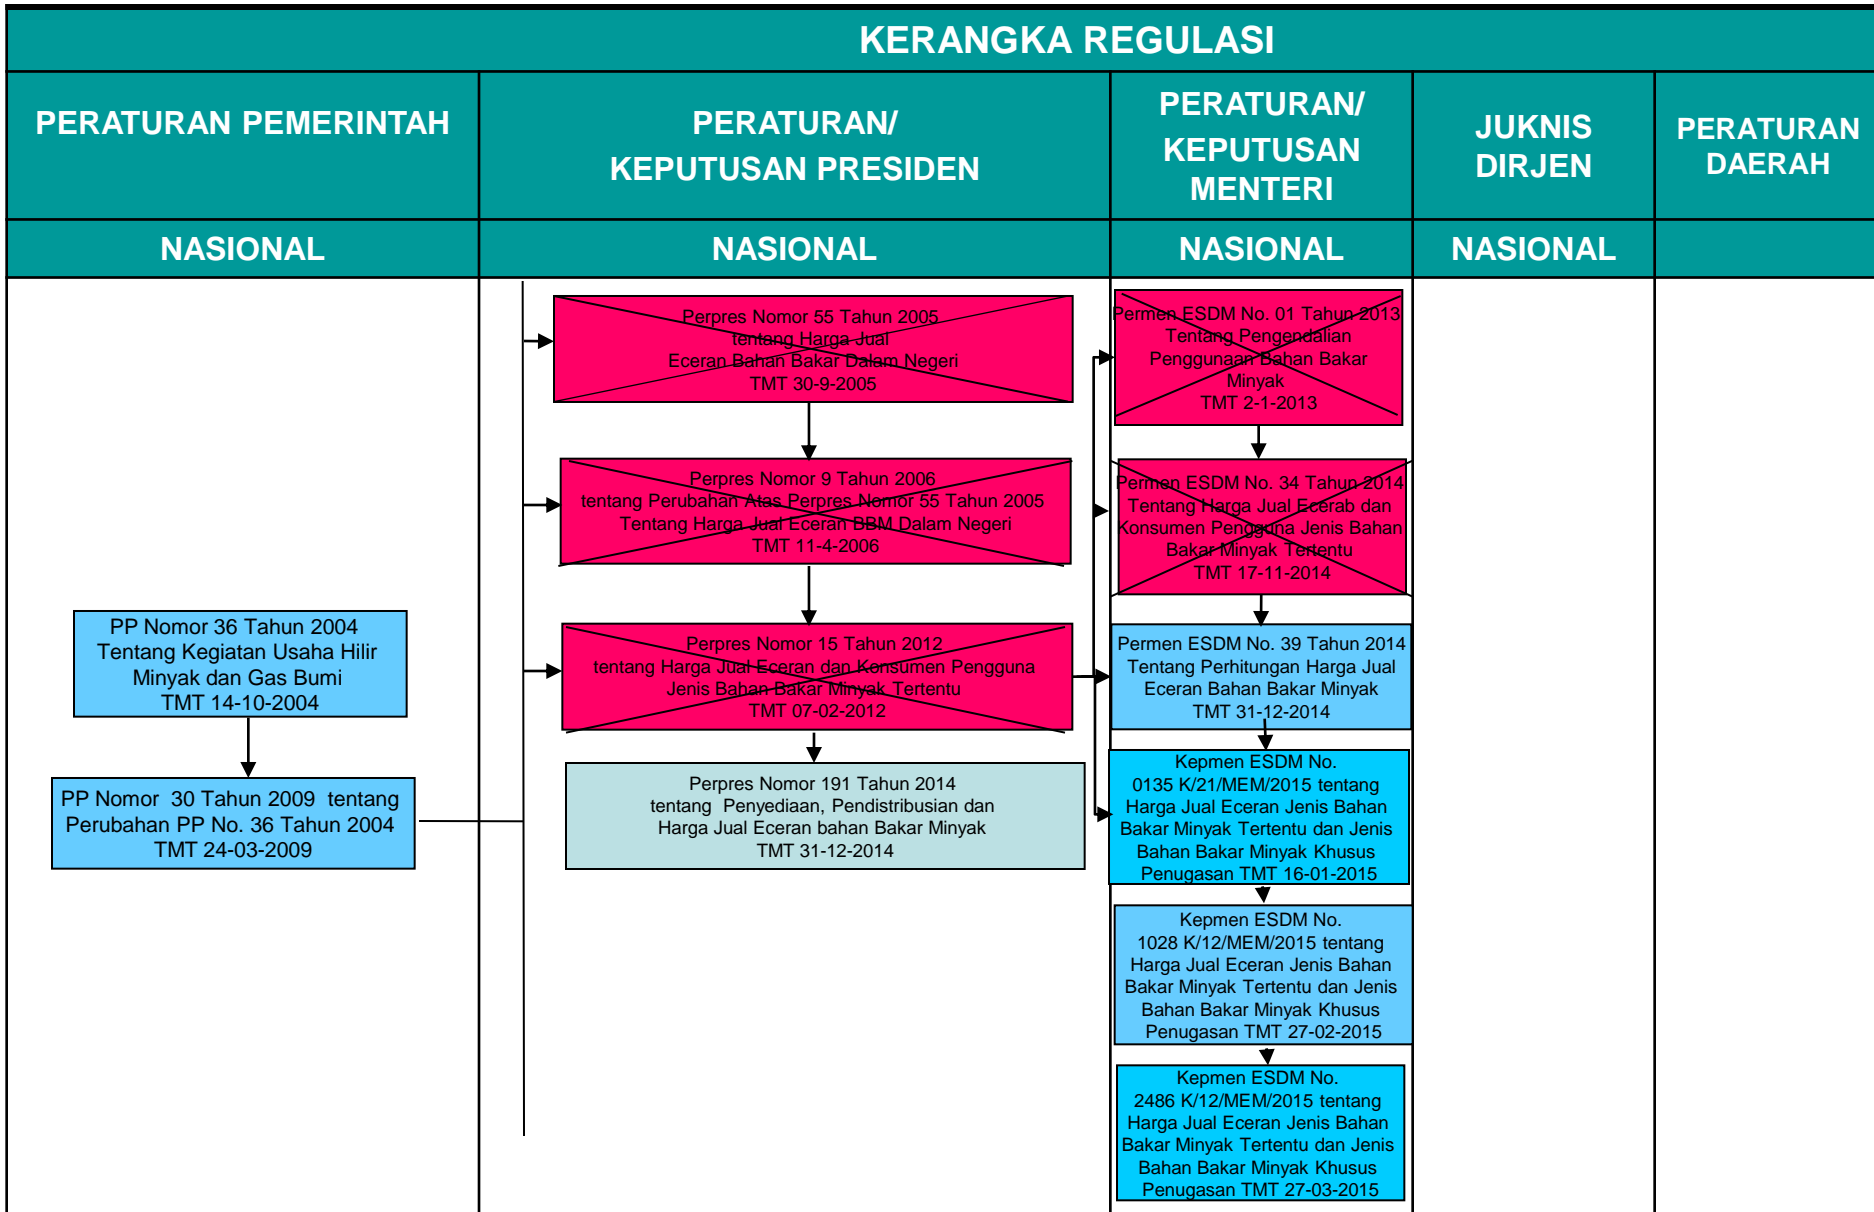 KERANGKA REGULASI
PERATURAN PEMERINTAH
PERATURAN/
KEPUTUSAN PRESIDEN
PERATURAN/
KEPUTUSAN
MENTERI
JUKNIS
DIRJEN
PERATURAN
DAERAH
NASIONAL
NASIONAL
NASIONAL
NASIONAL
PP Nomor 36 Tahun 2004
Tentang Kegiatan Usaha Hilir
Minyak dan Gas Bumi
TMT 14-10-2004
PP Nomor 30 Tahun 2009 tentang
Perubahan PP No. 36 Tahun 2004
TMT 24-03-2009
Perpres Nomor 55 Tahun 2005
tentang Harga Jual
Eceran Bahan Bakar Dalam Negeri
TMT 30-9-2005
Perpres Nomor 9 Tahun 2006
tentang Perubahan Atas Perpres Nomor 55 Tahun 2005
Tentang Harga Jual Eceran BBM Dalam Negeri
TMT 11-4-2006
Perpres Nomor 15 Tahun 2012
tentang Harga Jual Eceran dan Konsumen Pengguna
Jenis Bahan Bakar Minyak Tertentu
TMT 07-02-2012
Perpres Nomor 191 Tahun 2014
tentang Penyediaan, Pendistribusian dan
Harga Jual Eceran bahan Bakar Minyak
TMT 31-12-2014
Permen ESDM No. 01 Tahun 2013
Tentang Pengendalian
Penggunaan Bahan Bakar
Minyak
TMT 2-1-2013
Permen ESDM No. 34 Tahun 2014
Tentang Harga Jual Ecerab dan
Konsumen Pengguna Jenis Bahan
Bakar Minyak Tertentu
TMT 17-11-2014
Permen ESDM No. 39 Tahun 2014
Tentang Perhitungan Harga Jual
Eceran Bahan Bakar Minyak
TMT 31-12-2014
Kepmen ESDM No.
0135 K/21/MEM/2015 tentang
Harga Jual Eceran Jenis Bahan
Bakar Minyak Tertentu dan Jenis
Bahan Bakar Minyak Khusus
Penugasan TMT 16-01-2015
Kepmen ESDM No.
1028 K/12/MEM/2015 tentang
Harga Jual Eceran Jenis Bahan
Bakar Minyak Tertentu dan Jenis
Bahan Bakar Minyak Khusus
Penugasan TMT 27-02-2015
Kepmen ESDM No.
2486 K/12/MEM/2015 tentang
Harga Jual Eceran Jenis Bahan
Bakar Minyak Tertentu dan Jenis
Bahan Bakar Minyak Khusus
Penugasan TMT 27-03-2015